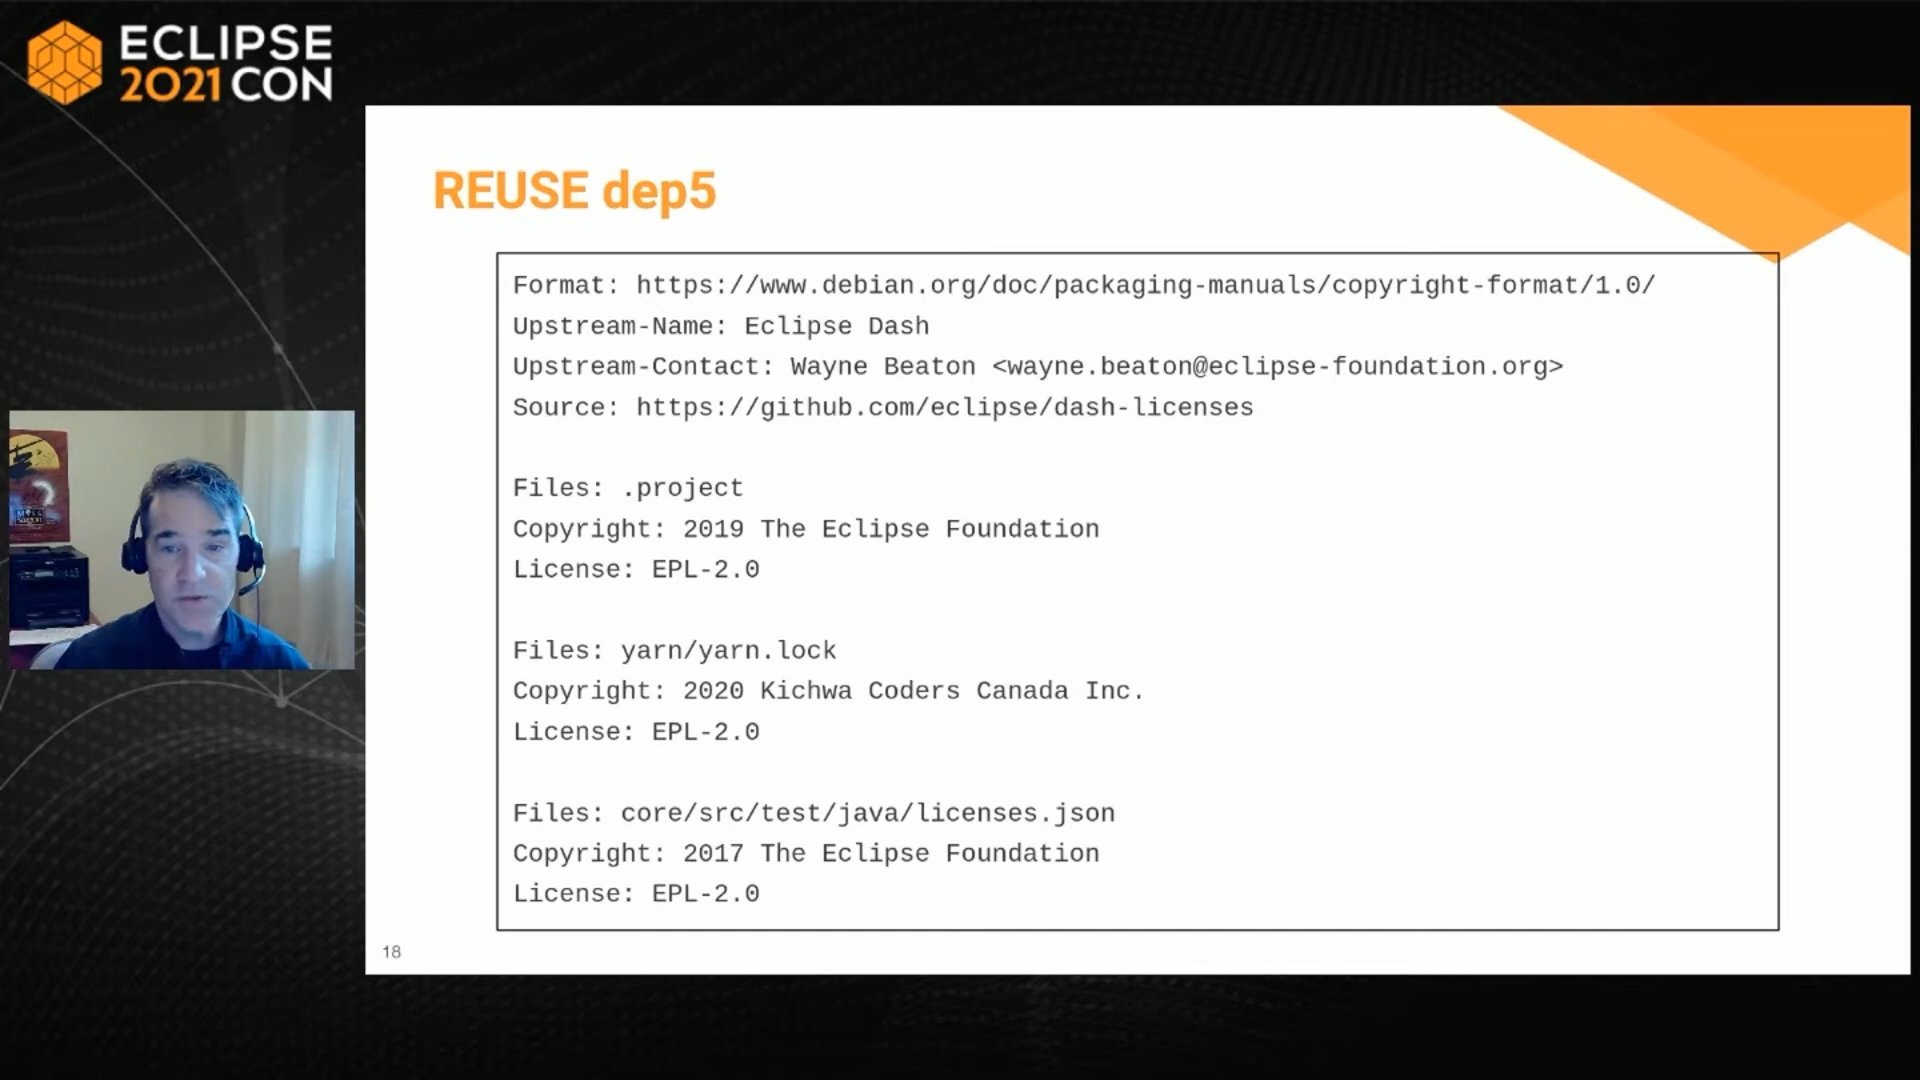 ECLIPSE
2021 CON
REUSE dep5
Format: https://www.debian.org/doc/packaging-manuals/copyright-format/1.0/
Upstream-Name: Eclipse Dash
Upstream-Contact: Wayne Beaton <wayne.beaton@eclipse-foundation.org>
Source: https://github.com/eclipse/dash-licenses
Files: .project
Copyright: 2019 The Eclipse Foundation
License: EPL-2.0
Files: yarn/yarn.lock
Copyright: 2020 Kichwa Coders Canada Inc.
License: EPL-2.0
Files: core/src/test/java/licenses.json
Copyright: 2017 The Eclipse Foundation
License: EPL-2.0
18
MISS
SAIGON